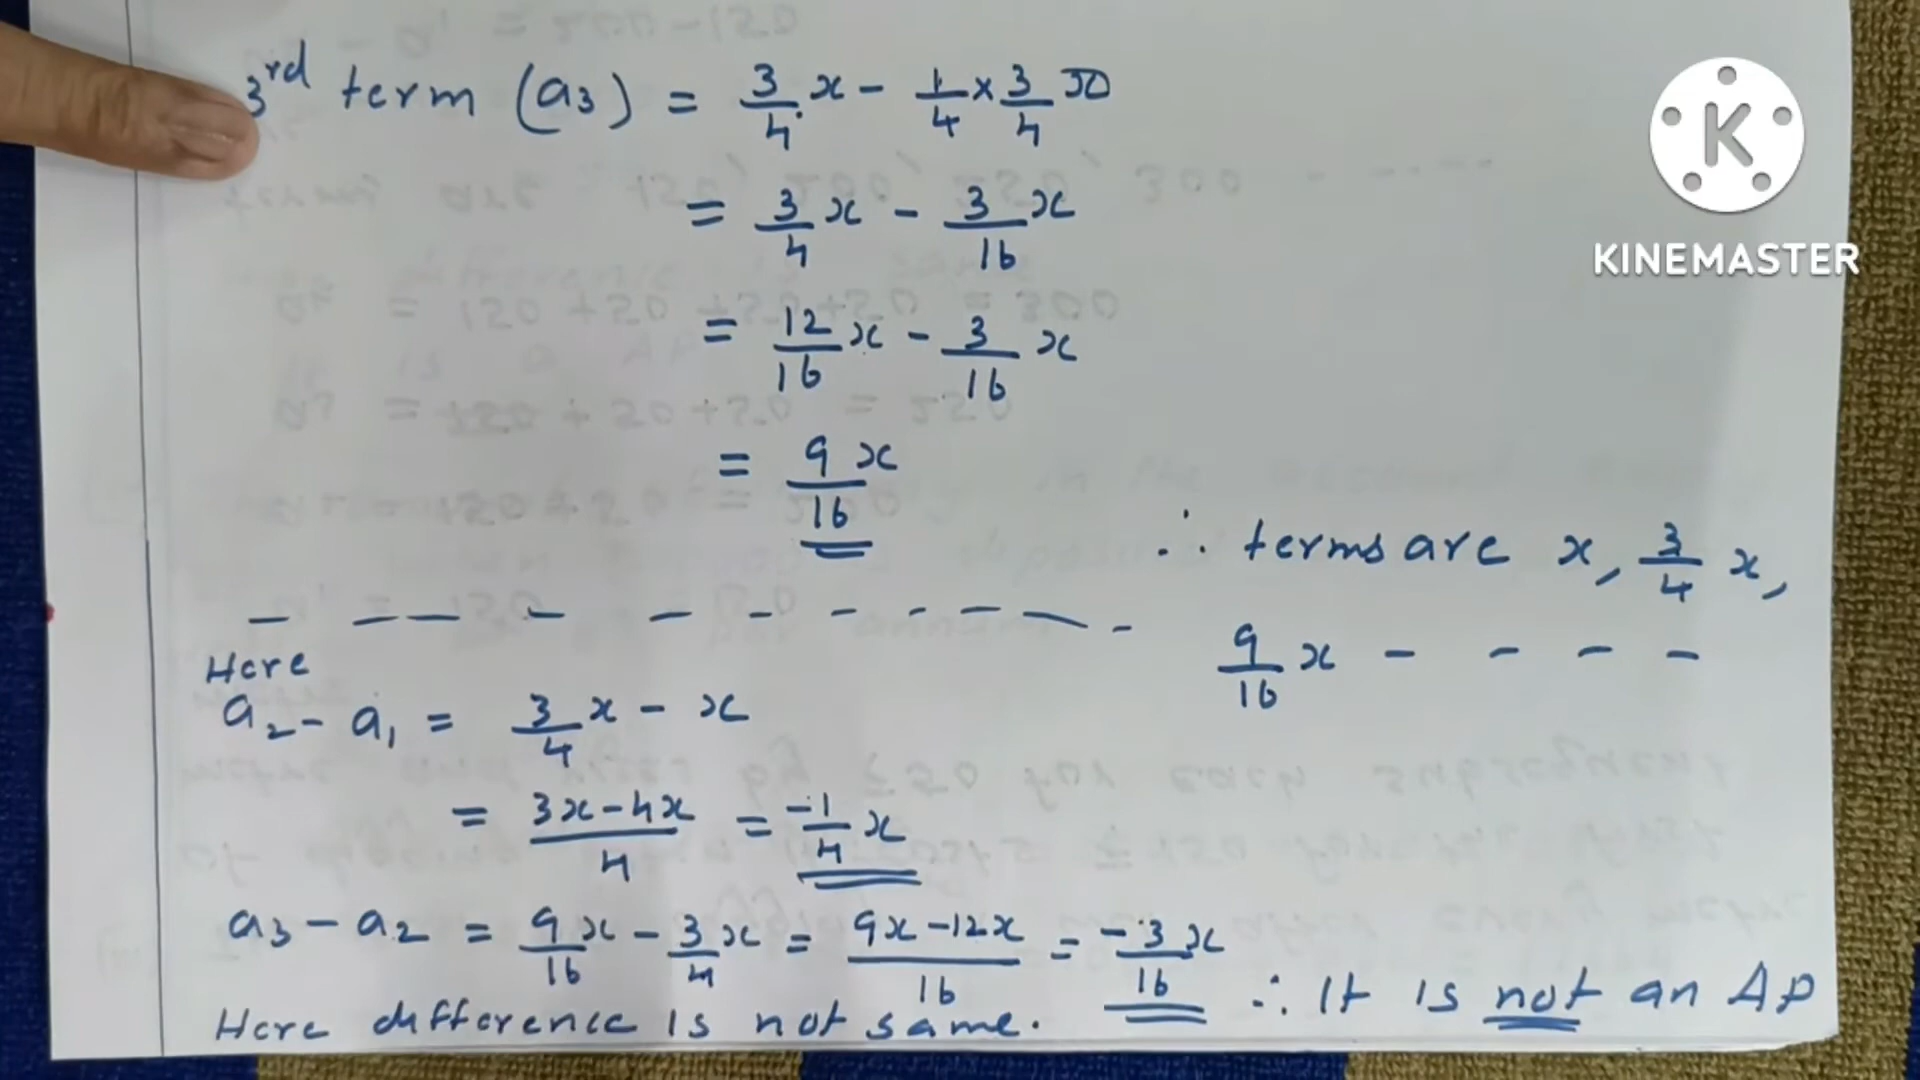 3rd term (a3) = 3/4 x - 1/4 × 3/4 x
= 3/4 x - 3/16 x
= 12/16 x - 3/16 x
= 9/16 x
∴ terms are x, 3/4 x,
9/16 x - - - -
Here
a2 - a1 = 3/4 x - x
= 3x-4x/4 = -1/4 x
a3 - a2 = 9/16 x - 3/4 x = 9x-12x/16 = -3/16 x
Here difference is not same. ∴ It is not an AP
K
KINEMASTER